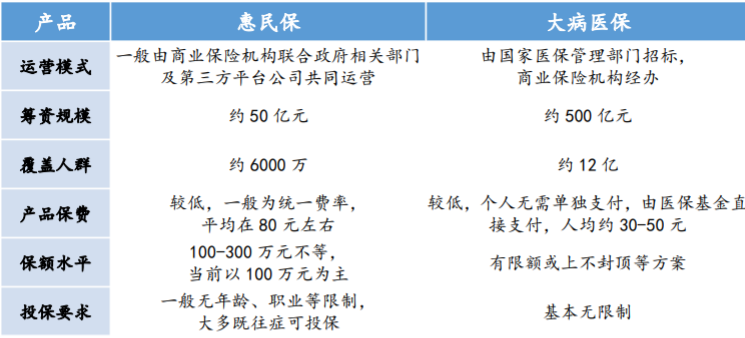 产品 惠民保 大病医保
运营模式 一般由商业保险机构联合政府相关部门 由国家医保管理部门招标,
及第三方平台公司共同运营 商业保险机构经办
筹资规模 约 50 亿元 约 500 亿元
覆盖人群 约 6000 万 约 12 亿
产品保费 较低,一般为统一费率, 较低,个人无需单独支付,由医保基金直
平均在 80 元左右 接支付,人均约 30-50 元
保额水平 100-300 万元不等, 有限额或上不封顶等方案
当前以 100 万元为主
投保要求 一般无年龄、职业等限制, 基本无限制
大多既往症可投保